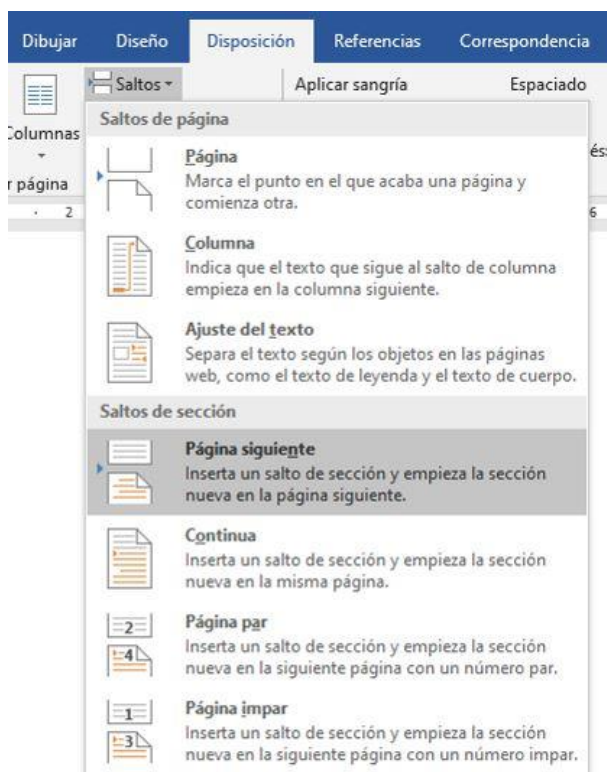 Dibujar Diseño Disposición Referencias Correspondencia
Saltos Aplicar sangría Espaciado
Columnas
r página
2
6
Saltos de página
Página
Marca el punto en el que acaba una página y
comienza otra.
Columna
Indica que el texto que sigue al salto de columna
empieza en la columna siguiente.
Ajuste del texto
Separa el texto según los objetos en las páginas
web, como el texto de leyenda y el texto de cuerpo.
Saltos de sección
Página siguiente
Inserta un salto de sección y empieza la sección
nueva en la página siguiente.
Continua
Inserta un salto de sección y empieza la sección
nueva en la misma página.
2
4
Página par
Inserta un salto de sección y empieza la sección
nueva en la siguiente página con un número par.
1
3
Página impar
Inserta un salto de sección y empieza la sección
nueva en la siguiente página con un número impar.